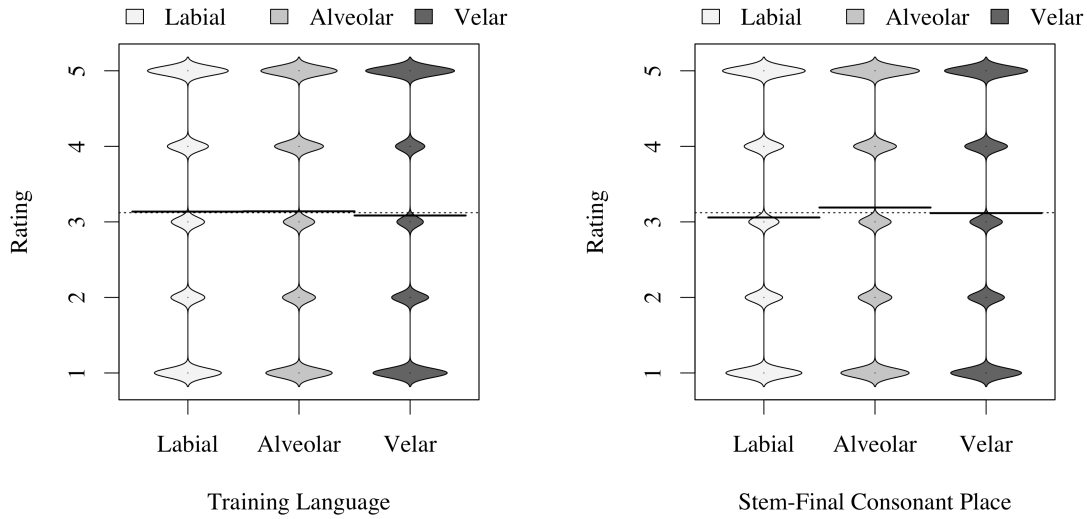 Labial Alveolar Velar
Rating
5
4
3
2
1
Labial Alveolar Velar
Training Language
Labial Alveolar Velar
Rating
5
4
3
2
1
Labial Alveolar Velar
Stem-Final Consonant Place